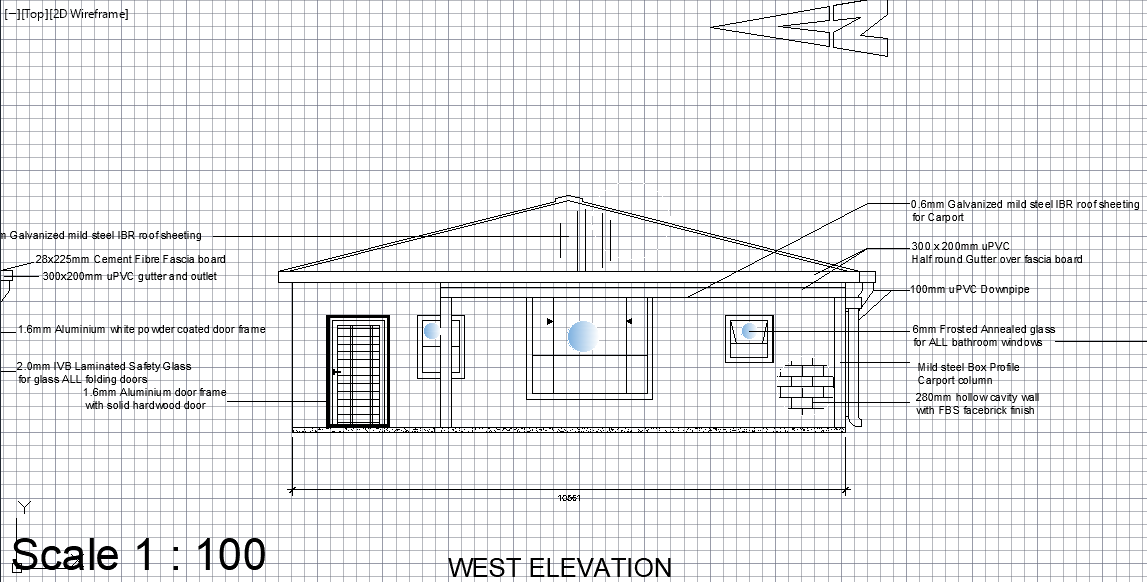 [−][Top][2D Wireframe]
0.6mm Galvanized mild steel IBR roof sheeting
for Carport
m Galvanized mild steel IBR roof sheeting
300 x 200mm uPVC
Half round Gutter over fascia board
28x225mm Cement Fibre Fascia board
300x200mm uPVC gutter and outlet
100mm uPVC Downpipe
1.6mm Aluminium white powder coated door frame
6mm Frosted Annealed glass
for ALL bathroom windows
2.0mm IVB Laminated Safety Glass
for glass ALL folding doors
Mild steel Box Profile
Carport column
1.6mm Aluminium door frame
with solid hardwood door
280mm hollow cavity wall
with FBS facebrick finish
Y
Scale 1 : 100
WEST ELEVATION